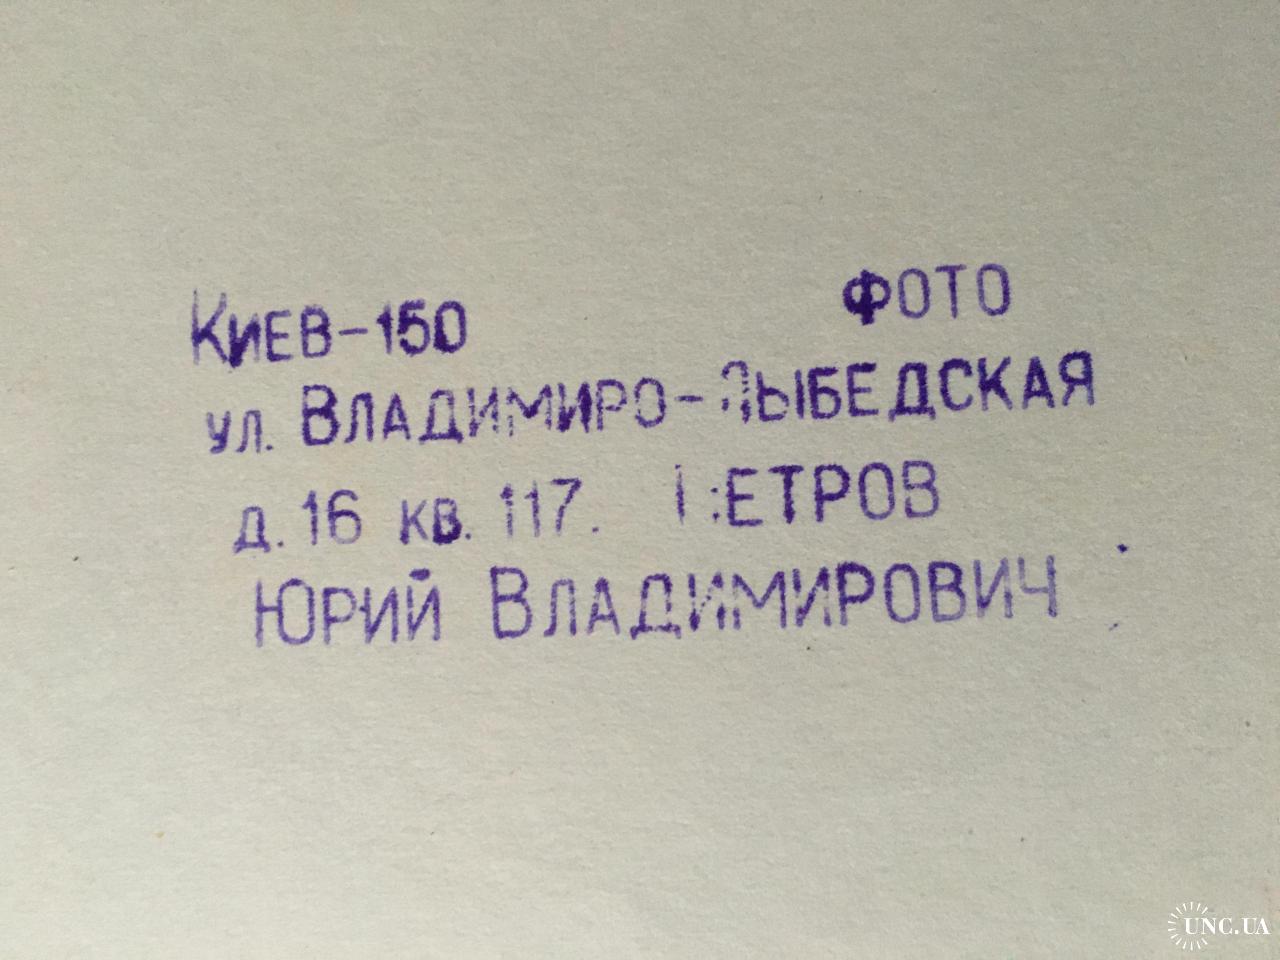 Киев-150 ФОТО
ул. Владимиро-Лыбедская
д. 16 кв. 117. ПЕТРОВ
Юрий Владимирович
UNC.UA